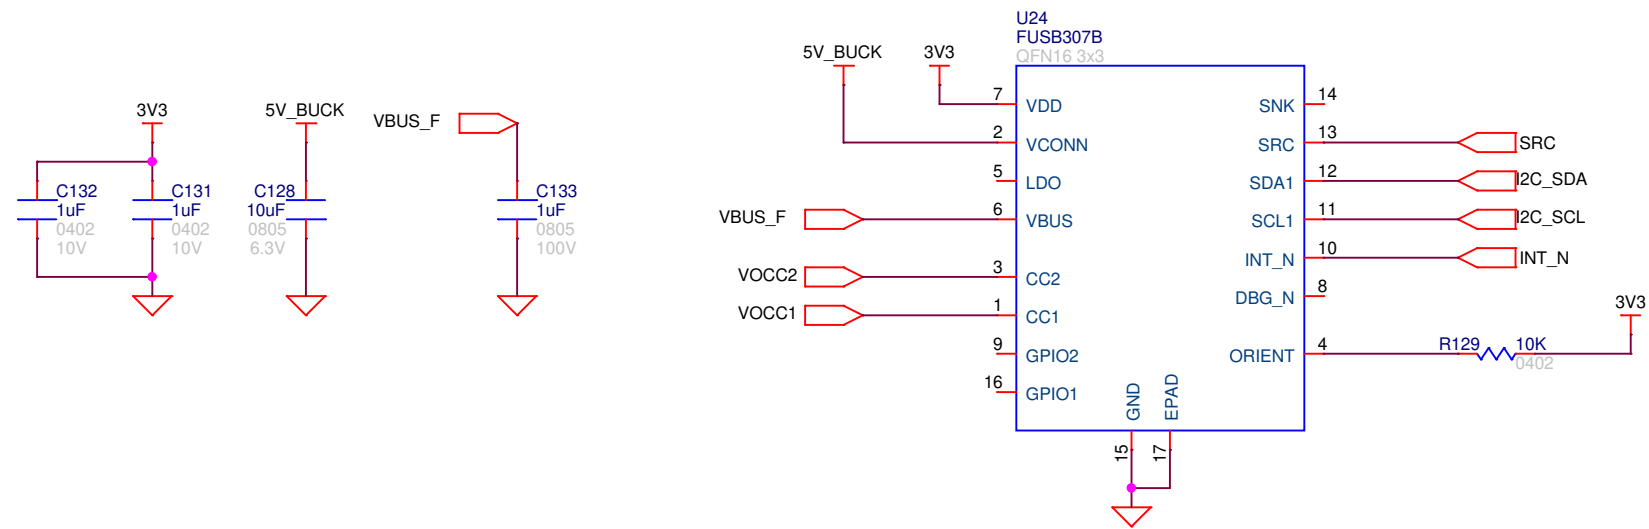 3V3
C132
1uF
0402
10V
C131
1uF
0402
10V
5V_BUCK
C128
10uF
0805
6.3V
VBUS_F
C133
1uF
0805
100V
U24
FUSB307B
QFN16 3x3
5V_BUCK
3V3
7 VDD
2 VCONN
5 LDO
VBUS_F 6 VBUS
VOCC2 3 CC2
VOCC1 1 CC1
9 GPIO2
16 GPIO1
SNK 14
SRC 13 SRC
SDA1 12 I2C_SDA
SCL1 11 I2C_SCL
INT_N 10 INT_N
DBG_N 8
ORIENT 4 R129 10K
0402
3V3
GND
EPAD
15
17